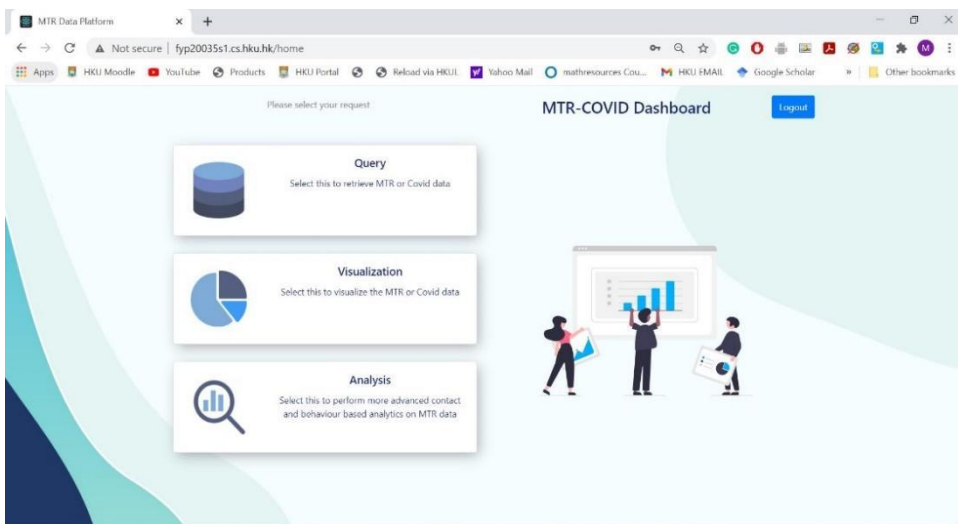 MTR Data Platform
Not secure | fyp20035s1.cs.hku.hk/home
M
Apps HKU Moodle YouTube Products HKU Portal Reload via HKUL Yahoo Mail mathresources Cou... HKU EMAIL Google Scholar » Other bookmarks
Please select your request
MTR-COVID Dashboard
Logout
Query
Select this to retrieve MTR or Covid data
Visualization
Select this to visualize the MTR or Covid data
Analysis
Select this to perform more advanced contact
and behaviour based analytics on MTR data